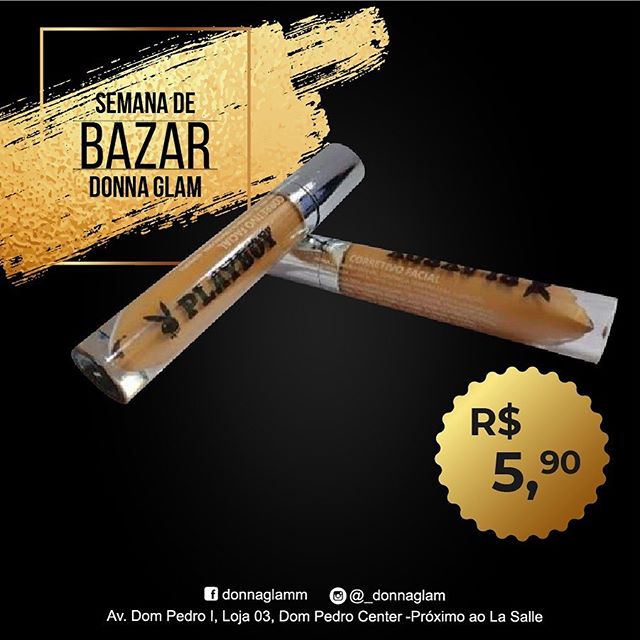 SEMANA DE
BAZAR
DONNA GLAM
PLAYBOY
CORRETIVO FACIAL
R$
5,90
donnaglamm @_donnaglam
Av. Dom Pedro I, Loja 03, Dom Pedro Center -Próximo ao La Salle